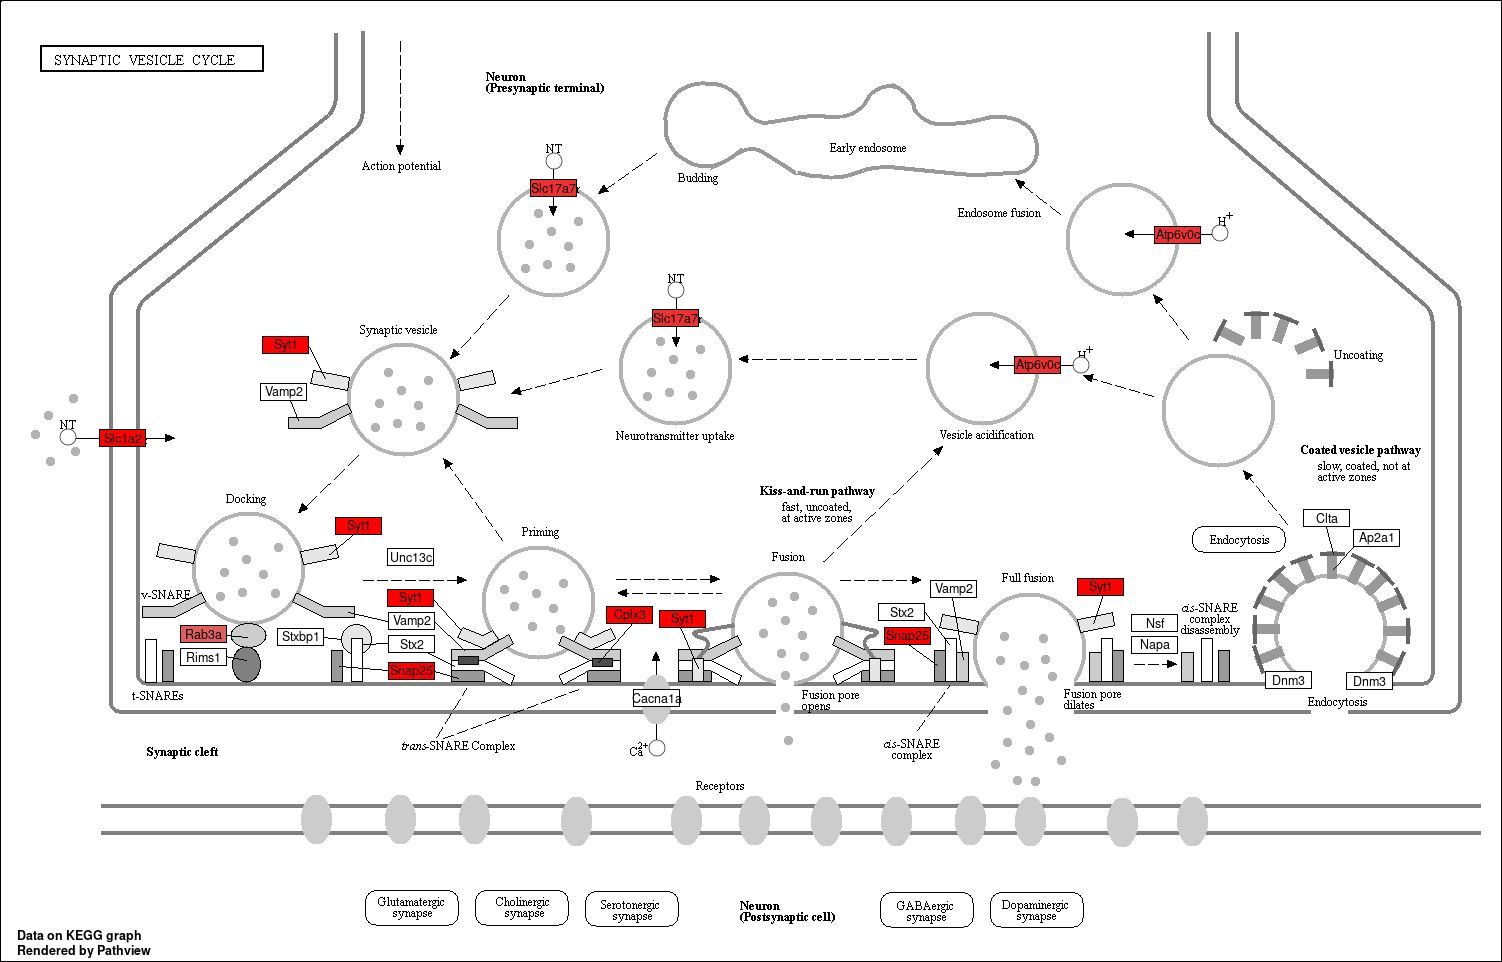 SYNAPTIC VESICLE CYCLE
Neuron
(Presynaptic terminal)
Action potential
NT
Slc17a7
Budding
Early endosome
Endosome fusion
H+
Atp6v0c
NT
Slc17a7
Synaptic vesicle
Syt1
Vamp2
Neurotransmitter uptake
H+
Atp6v0c
Vesicle acidification
Uncoating
NT
Slc1a2
Coated vesicle pathway
slow, coated, not at
active zones
Kiss-and-run pathway
fast, uncoated,
at active zones
Docking
Syt1
Unc13c
Priming
Fusion
Endocytosis
Clta
Ap2a1
v-SNARE
Syt1
Vamp2
Cplx3
Syt1
Stx2
Vamp2
Full fusion
Syt1
Rab3a
Stxbp1
Stx2
Snap25
Nsf
cis-SNARE
complex
disassembly
Rims1
Snap25
Napa
t-SNAREs
Cacna1a
Fusion pore
opens
Fusion pore
dilates
Dnm3
Dnm3
Endocytosis
Synaptic cleft
trans-SNARE Complex
Ca2+
cis-SNARE
complex
Receptors
Glutamatergic
synapse
Cholinergic
synapse
Serotonergic
synapse
Neuron
(Postsynaptic cell)
GABAergic
synapse
Dopaminergic
synapse
Data on KEGG graph
Rendered by Pathview